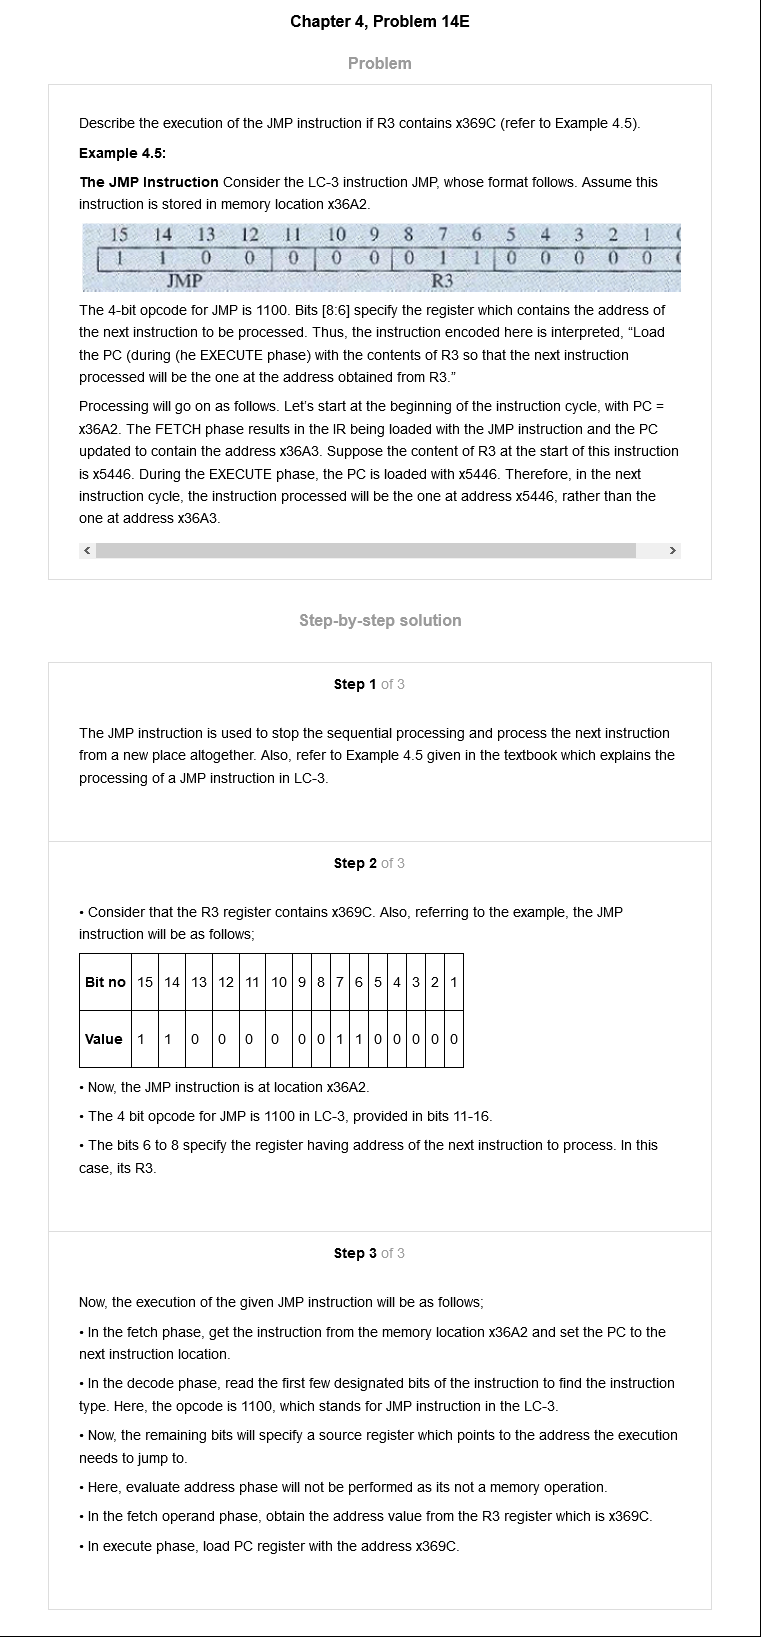 Chapter 4, Problem 14E
Problem
Describe the execution of the JMP instruction if R3 contains x369C (refer to Example 4.5).
Example 4.5:
The JMP Instruction Consider the LC-3 instruction JMP, whose format follows. Assume this
instruction is stored in memory location x36A2.
15 14 13 12 11 10 9 8 7 6 5 4 3 2 1
1 1 0 0 0 0 0 0 1 1 0 0 0 0 0
JMP R3
The 4-bit opcode for JMP is 1100. Bits [8:6] specify the register which contains the address of
the next instruction to be processed. Thus, the instruction encoded here is interpreted, “Load
the PC (during (he EXECUTE phase) with the contents of R3 so that the next instruction
processed will be the one at the address obtained from R3.”
Processing will go on as follows. Let’s start at the beginning of the instruction cycle, with PC =
x36A2. The FETCH phase results in the IR being loaded with the JMP instruction and the PC
updated to contain the address x36A3. Suppose the content of R3 at the start of this instruction
is x5446. During the EXECUTE phase, the PC is loaded with x5446. Therefore, in the next
instruction cycle, the instruction processed will be the one at address x5446, rather than the
one at address x36A3.
Step-by-step solution
Step 1 of 3
The JMP instruction is used to stop the sequential processing and process the next instruction
from a new place altogether. Also, refer to Example 4.5 given in the textbook which explains the
processing of a JMP instruction in LC-3.
Step 2 of 3
• Consider that the R3 register contains x369C. Also, referring to the example, the JMP
instruction will be as follows;
Bit no 15 14 13 12 11 10 9 8 7 6 5 4 3 2 1
Value 1 1 0 0 0 0 0 0 1 1 0 0 0 0 0
• Now, the JMP instruction is at location x36A2.
• The 4 bit opcode for JMP is 1100 in LC-3, provided in bits 11-16.
• The bits 6 to 8 specify the register having address of the next instruction to process. In this
case, its R3.
Step 3 of 3
Now, the execution of the given JMP instruction will be as follows;
• In the fetch phase, get the instruction from the memory location x36A2 and set the PC to the
next instruction location.
• In the decode phase, read the first few designated bits of the instruction to find the instruction
type. Here, the opcode is 1100, which stands for JMP instruction in the LC-3.
• Now, the remaining bits will specify a source register which points to the address the execution
needs to jump to.
• Here, evaluate address phase will not be performed as its not a memory operation.
• In the fetch operand phase, obtain the address value from the R3 register which is x369C.
• In execute phase, load PC register with the address x369C.